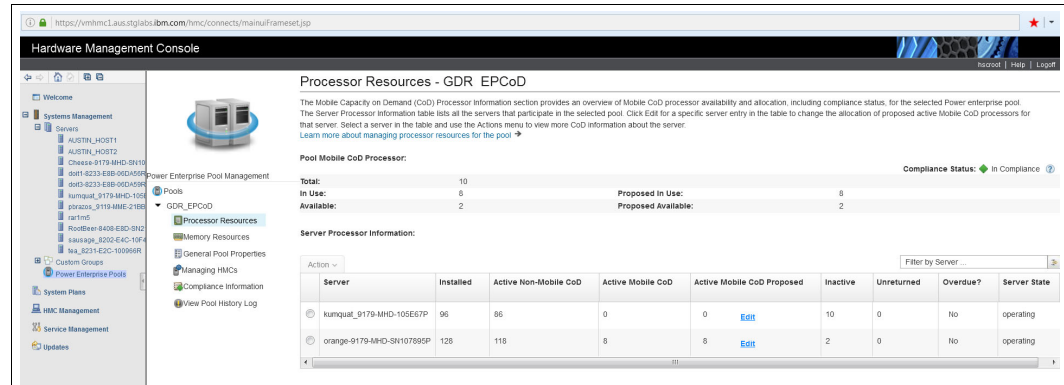 https://vmhmc1.aus.stglabs.ibm.com/hmc/connects/mainuiFrameset.jsp
Hardware Management Console
hscroot | Help | Logoff
Welcome
Systems Management
Servers
AUSTIN_HOST1
AUSTIN_HOST2
Cheese-9179-MHD-SN10
doit1-8233-E8B-06DA56R
doit3-8233-E8B-06DA59R
kumquat_9179-MHD-105E
pbrazos_9119-MME-21BB
rar1m5
RootBeer-8408-E8D-SN2
sausage_8202-E4C-10F4
tea_8231-E2C-100966R
Custom Groups
Power Enterprise Pools
System Plans
HMC Management
Service Management
Updates
Power Enterprise Pool Management
Pools
GDR_EPCoD
Processor Resources
Memory Resources
General Pool Properties
Managing HMCs
Compliance Information
View Pool History Log
Processor Resources - GDR_EPCoD
The Mobile Capacity on Demand (CoD) Processor Information section provides an overview of Mobile CoD processor availability and allocation, including compliance status, for the selected Power enterprise pool.
The Server Processor Information table lists all the servers that participate in the selected pool. Click Edit for a specific server entry in the table to change the allocation of proposed active Mobile CoD processors for
that server. Select a server in the table and use the Actions menu to view more CoD information about the server.
Learn more about managing processor resources for the pool
Pool Mobile CoD Processor:
Compliance Status: In Compliance ?
Total: 10
In Use: 8 Proposed In Use: 8
Available: 2 Proposed Available: 2
Server Processor Information:
Action Filter by Server ...
Server Installed Active Non-Mobile CoD Active Mobile CoD Active Mobile CoD Proposed Inactive Unreturned Overdue? Server State
kumquat_9179-MHD-105E67P 96 86 0 0 Edit 10 0 No operating
orange-9179-MHD-SN107895P 128 118 8 8 Edit 2 0 No operating